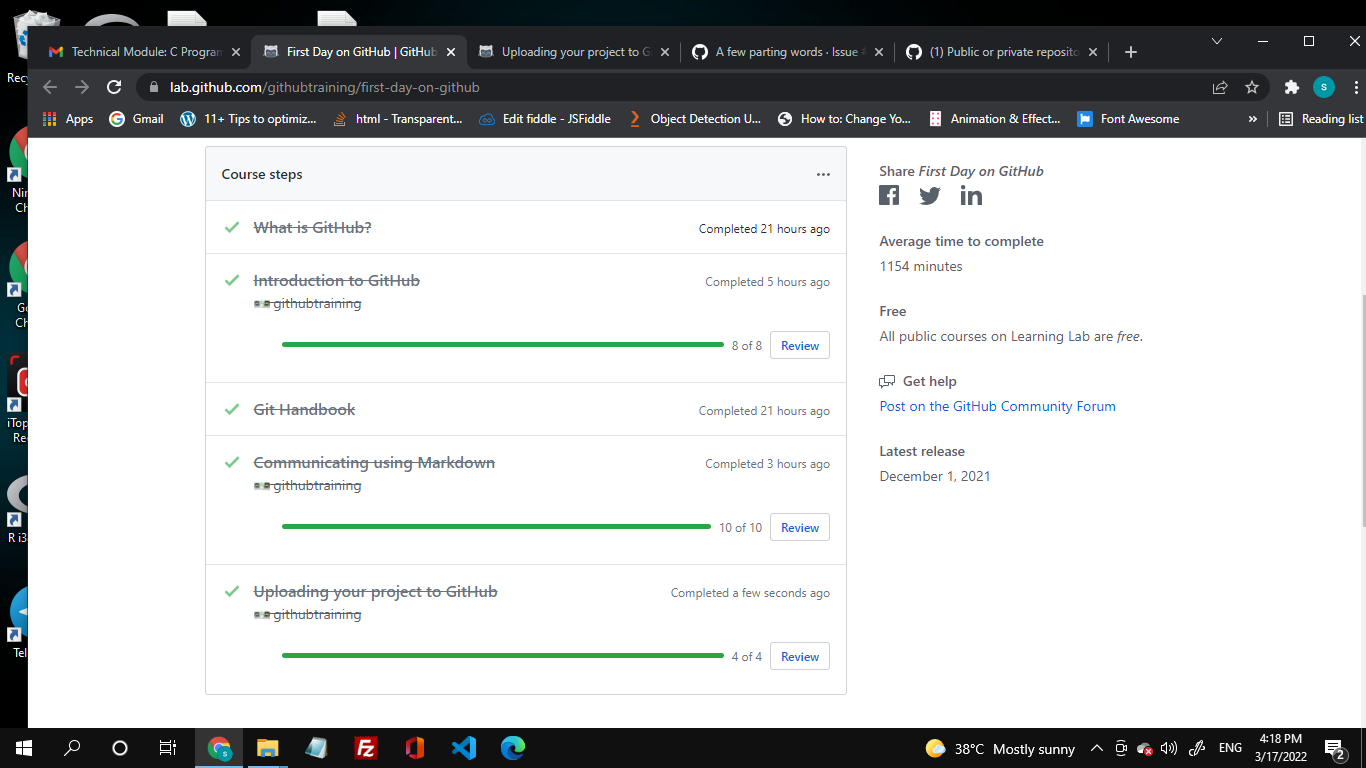 Recy
Technical Module: C Progran
First Day on GitHub | GitHub
Uploading your project to G
A few parting words · Issue
(1) Public or private reposito
lab.github.com/githubtraining/first-day-on-github
S
Apps
Gmail
11+ Tips to optimiz...
html - Transparent...
Edit fiddle - JSFiddle
Object Detection U...
How to: Change Yo...
Animation & Effect...
Font Awesome
»
Reading list
Nin
Ch
Go
Ch
iTop
Rec
R i3
Tel
Course steps
...
What is GitHub?
Completed 21 hours ago
Introduction to GitHub
githubtraining
Completed 5 hours ago
8 of 8
Review
Git Handbook
Completed 21 hours ago
Communicating using Markdown
githubtraining
Completed 3 hours ago
10 of 10
Review
Uploading your project to GitHub
githubtraining
Completed a few seconds ago
4 of 4
Review
Share First Day on GitHub
Average time to complete
1154 minutes
Free
All public courses on Learning Lab are free.
Get help
Post on the GitHub Community Forum
Latest release
December 1, 2021
38°C Mostly sunny
ENG
4:18 PM
3/17/2022
2